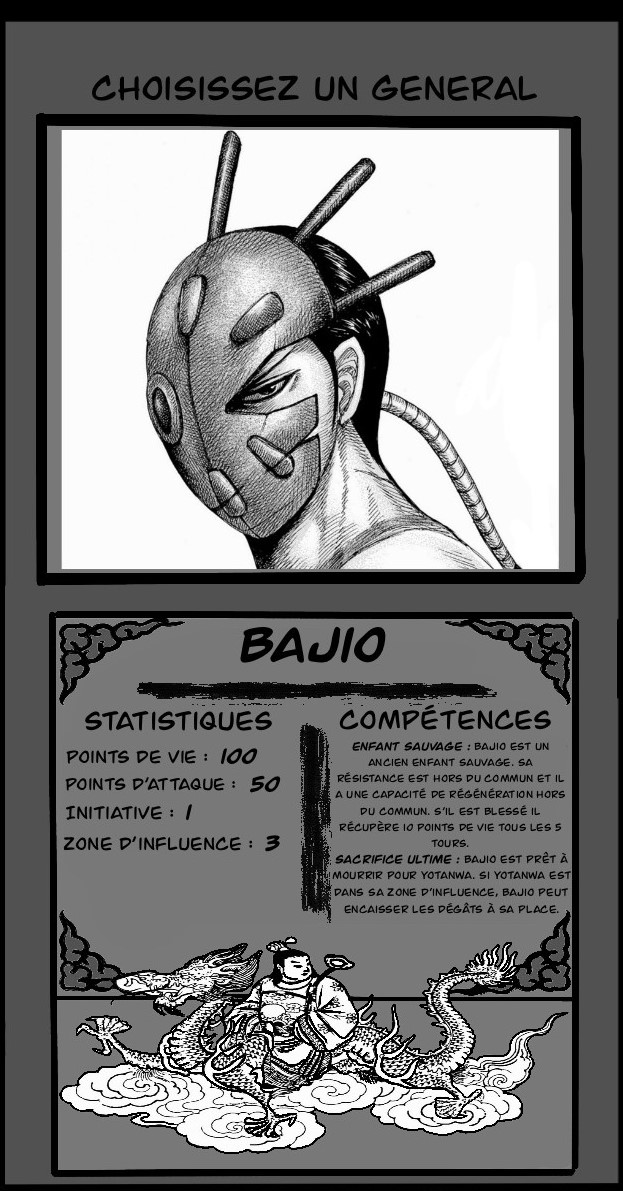 CHOISISSEZ UN GENERAL
BAJIO
STATISTIQUES
POINTS DE VIE : 100
POINTS D'ATTAQUE : 50
INITIATIVE : 1
ZONE D'INFLUENCE : 3
COMPÉTENCES
ENFANT SAUVAGE : BAJIO EST UN
ANCIEN ENFANT SAUVAGE. SA
RÉSISTANCE EST HORS DU COMMUN ET IL
A UNE CAPACITÉ DE RÉGÉNÉRATION HORS
DU COMMUN. S'IL EST BLESSÉ IL
RÉCUPÈRE 10 POINTS DE VIE TOUS LES 5
TOURS.
SACRIFICE ULTIME : BAJIO EST PRÊT À
MOURRIR POUR YOTANWA. SI YOTANWA EST
DANS SA ZONE D'INFLUENCE, BAJIO PEUT
ENCAISSER LES DÉGÂTS À SA PLACE.